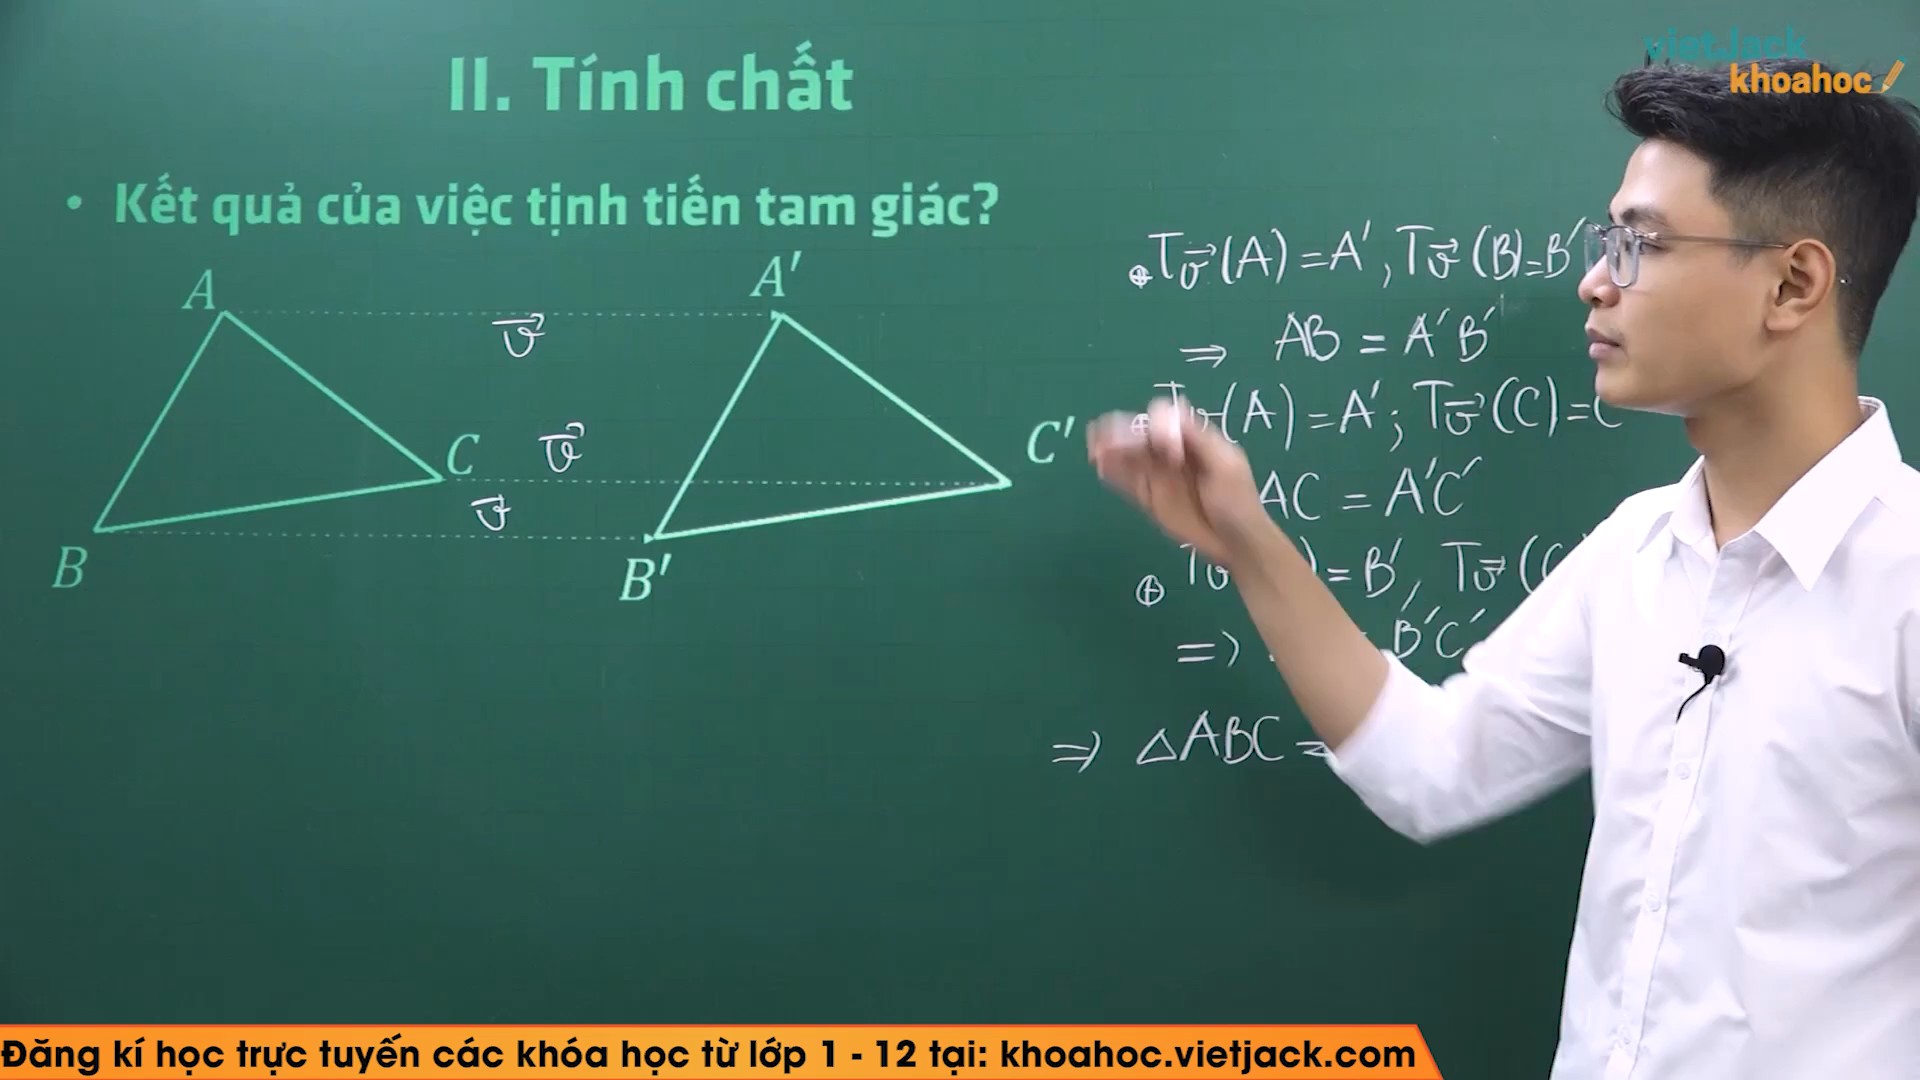 vietJack
khoahoc
II. Tính chất
• Kết quả của việc tịnh tiến tam giác?
A
A'
B
B'
C
C'
v⃗
v⃗
v⃗
⊕ Tv⃗(A) = A', Tv⃗(B) = B'
⇒ AB = A'B'
⊕ (A) = A'; Tv⃗(C) =
AC = A'C'
⊕ = B', Tv⃗(
=> B'C'
=> △ABC =
Đăng kí học trực tuyến các khóa học từ lớp 1 - 12 tại: khoahoc.vietjack.com